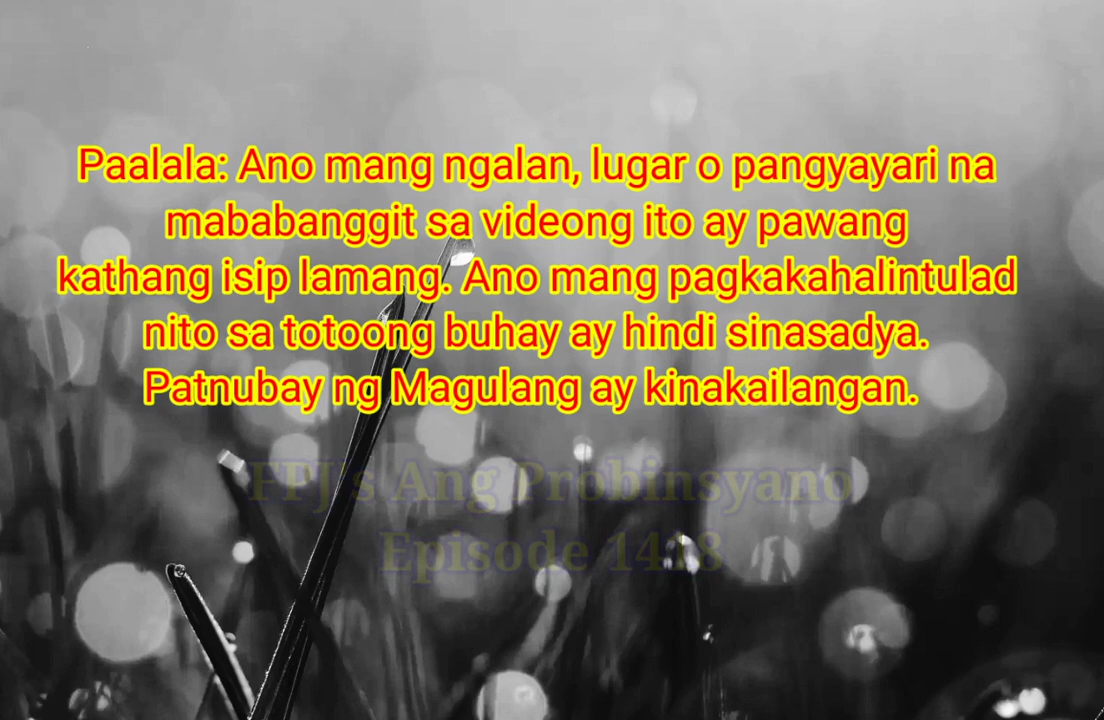 Paalala: Ano mang ngalan, lugar o pangyayari na
mababanggit sa videong ito ay pawang
kathang isip lamang. Ano mang pagkakahalintulad
nito sa totoong buhay ay hindi sinasadya.
Patnubay ng Magulang ay kinakailangan.
FPJ's Ang Probinsyano
Episode